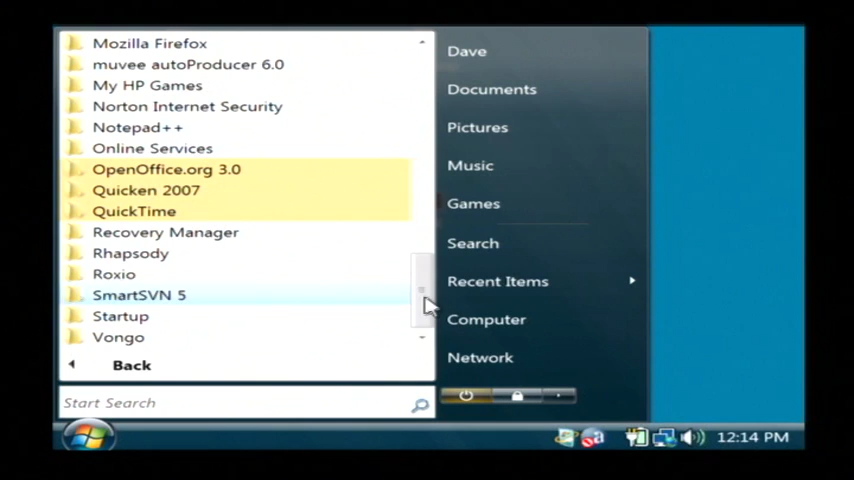 Mozilla Firefox
muvee autoProducer 6.0
My HP Games
Norton Internet Security
Notepad++
Online Services
OpenOffice.org 3.0
Quicken 2007
QuickTime
Recovery Manager
Rhapsody
Roxio
SmartSVN 5
Startup
Vongo
Back
Start Search
Dave
Documents
Pictures
Music
Games
Search
Recent Items
Computer
Network
12:14 PM